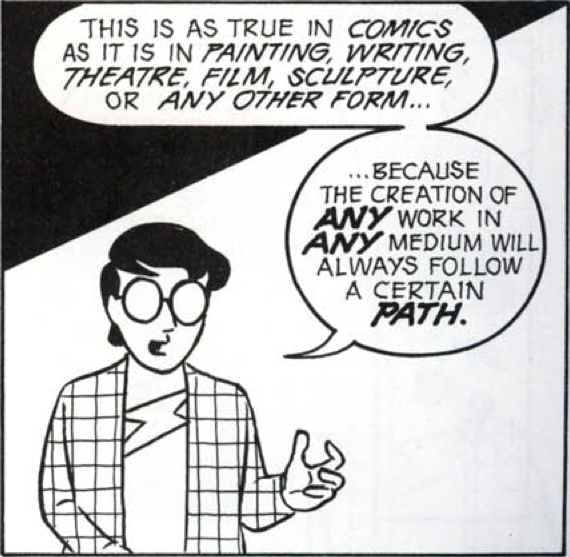 THIS IS AS TRUE IN COMICS
AS IT IS IN PAINTING, WRITING,
THEATRE, FILM, SCULPTURE,
OR ANY OTHER FORM...
...BECAUSE
THE CREATION OF
ANY WORK IN
ANY MEDIUM WILL
ALWAYS FOLLOW
A CERTAIN
PATH.